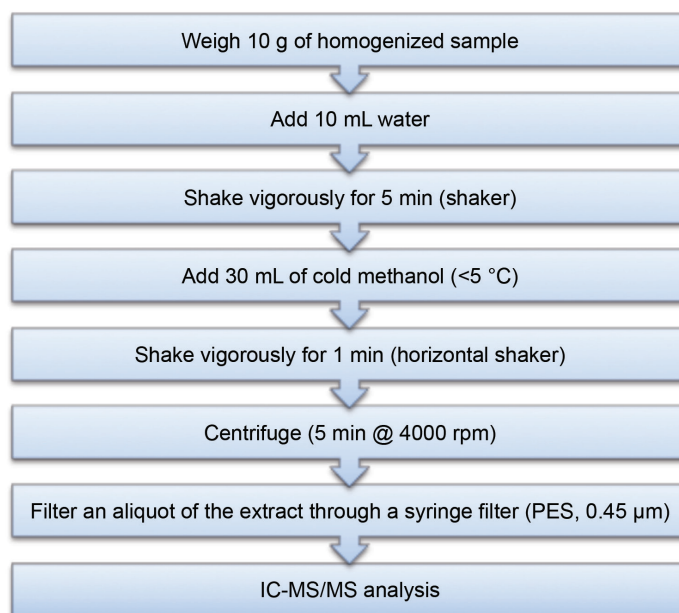 Weigh 10 g of homogenized sample
Add 10 mL water
Shake vigorously for 5 min (shaker)
Add 30 mL of cold methanol (<5 °C)
Shake vigorously for 1 min (horizontal shaker)
Centrifuge (5 min @ 4000 rpm)
Filter an aliquot of the extract through a syringe filter (PES, 0.45 µm)
IC-MS/MS analysis